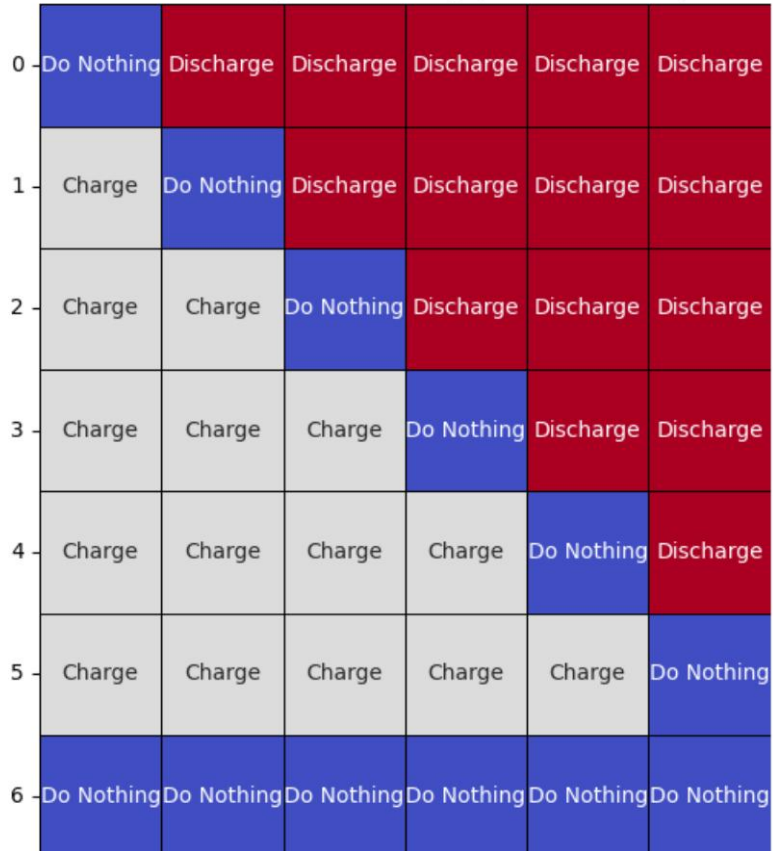 0 Do Nothing Discharge Discharge Discharge Discharge Discharge
1 Charge Do Nothing Discharge Discharge Discharge Discharge
2 Charge Charge Do Nothing Discharge Discharge Discharge
3 Charge Charge Charge Do Nothing Discharge Discharge
4 Charge Charge Charge Charge Do Nothing Discharge
5 Charge Charge Charge Charge Charge Do Nothing
6 Do Nothing Do Nothing Do Nothing Do Nothing Do Nothing Do Nothing